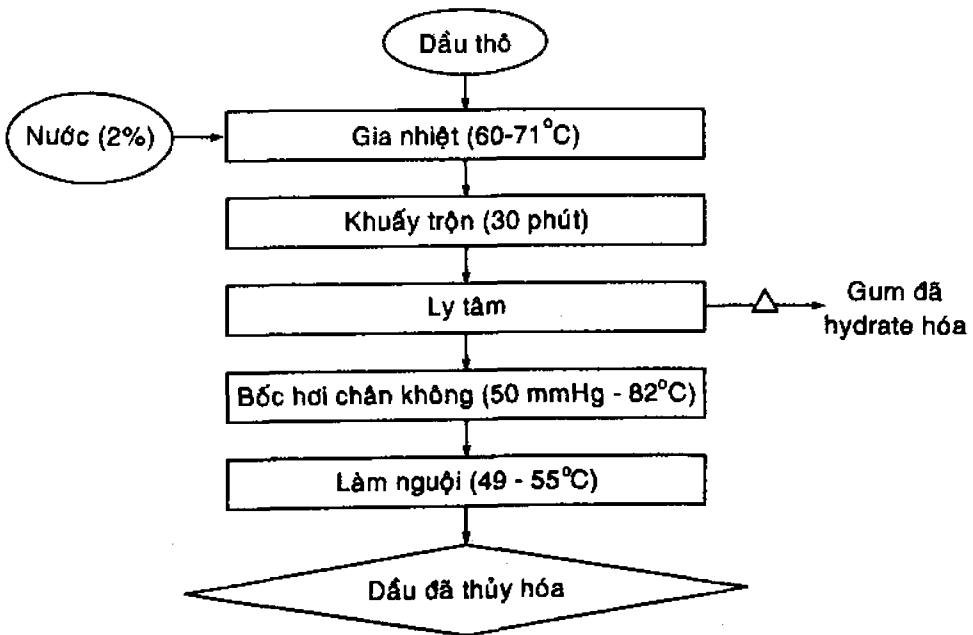 Dầu thô
Nước (2%)
Gia nhiệt (60-71°C)
Khuấy trộn (30 phút)
Ly tâm
Gum đã
hydrate hóa
Bốc hơi chân không (50 mmHg - 82°C)
Làm nguội (49 - 55°C)
Dầu đã thủy hóa